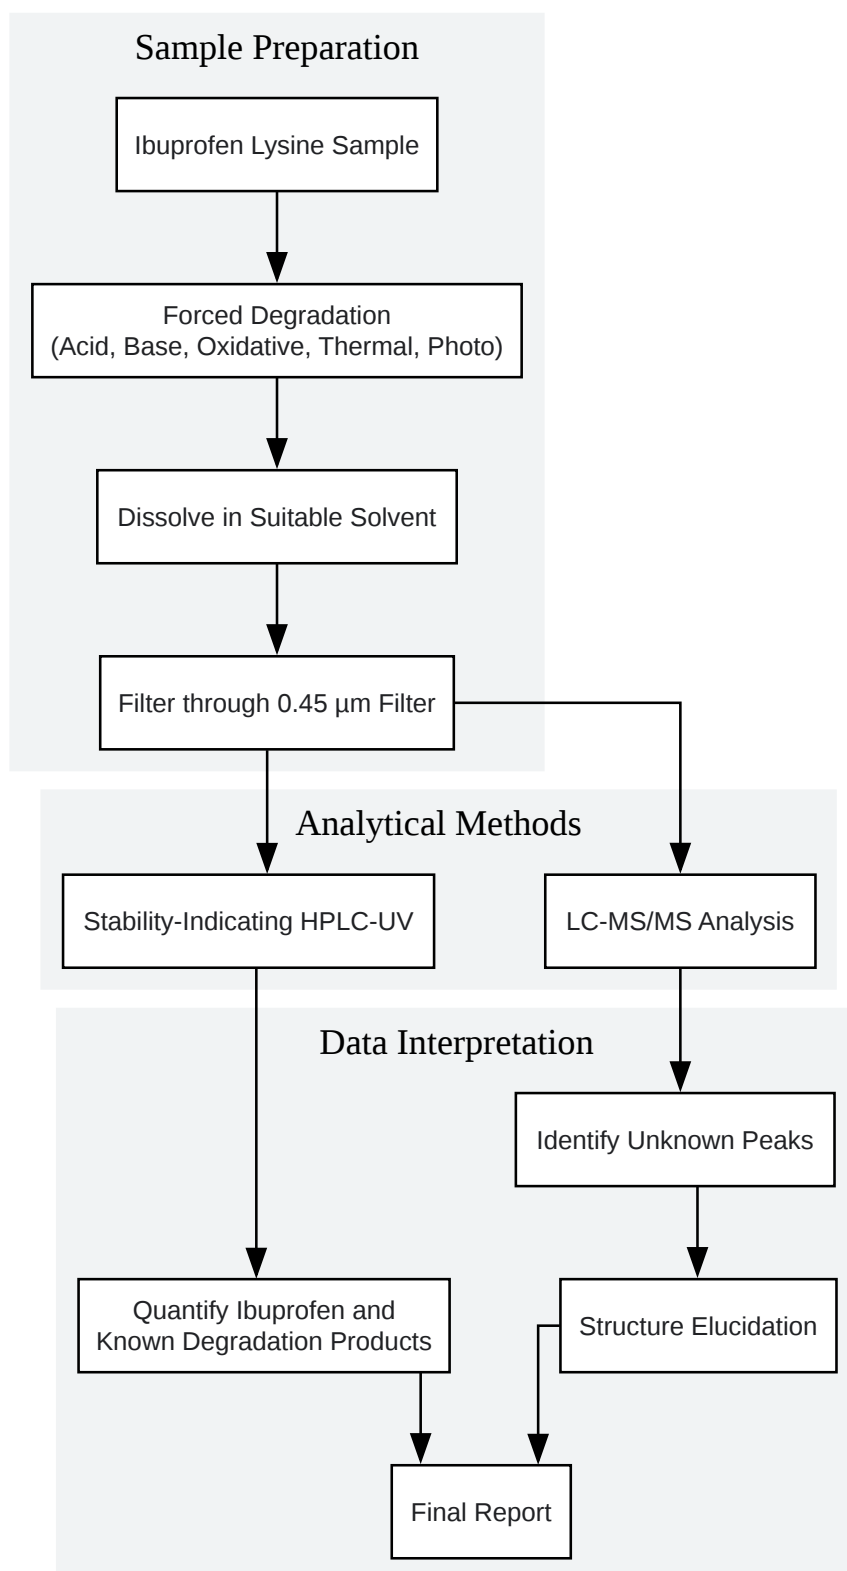 Sample Preparation
Ibuprofen Lysine Sample
Forced Degradation
(Acid, Base, Oxidative, Thermal, Photo)
Dissolve in Suitable Solvent
Filter through 0.45 µm Filter
Analytical Methods
Stability-Indicating HPLC-UV
LC-MS/MS Analysis
Data Interpretation
Identify Unknown Peaks
Quantify Ibuprofen and
Known Degradation Products
Structure Elucidation
Final Report